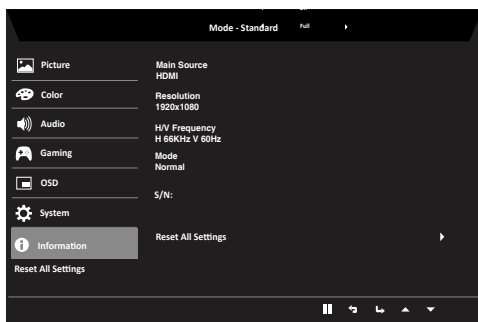 Mode - Standard Full
Picture
Color
Audio
Gaming
OSD
System
Information
Reset All Settings
Main Source
HDMI
Resolution
1920x1080
H/V Frequency
H 66KHz V 60Hz
Mode
Normal
S/N:
Reset All Settings